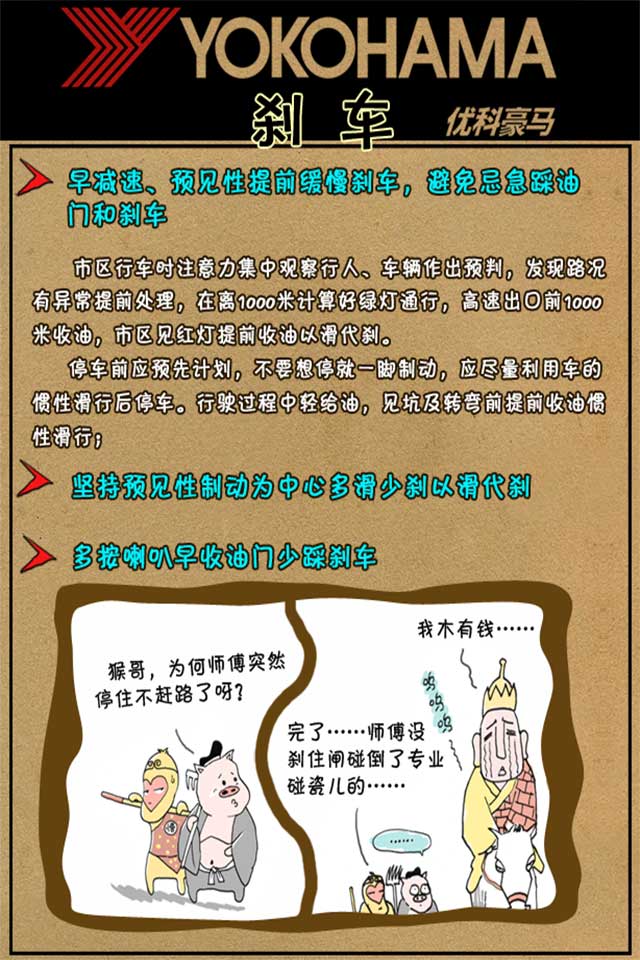 YOKOHAMA
刹 车
优科豪马
早减速、预见性提前缓慢刹车，避免忌急踩油
门和刹车
市区行车时注意力集中观察行人、车辆作出预判，发现路况
有异常提前处理，在离1000米计算好绿灯通行，高速出口前1000
米收油，市区见红灯提前收油以滑代刹。
停车前应预先计划，不要想停就一脚制动，应尽量利用车的
惯性滑行后停车。行驶过程中轻给油，见坑及转弯前提前收油惯
性滑行；
坚持预见性制动为中心多滑少刹以滑代刹
多按喇叭早收油门少踩刹车
猴哥，为何师傅突然
停住不赶路了呀？
我木有钱……
呜
呜
呜
完了……师傅没
刹住闸碰倒了专业
碰瓷儿的……
……